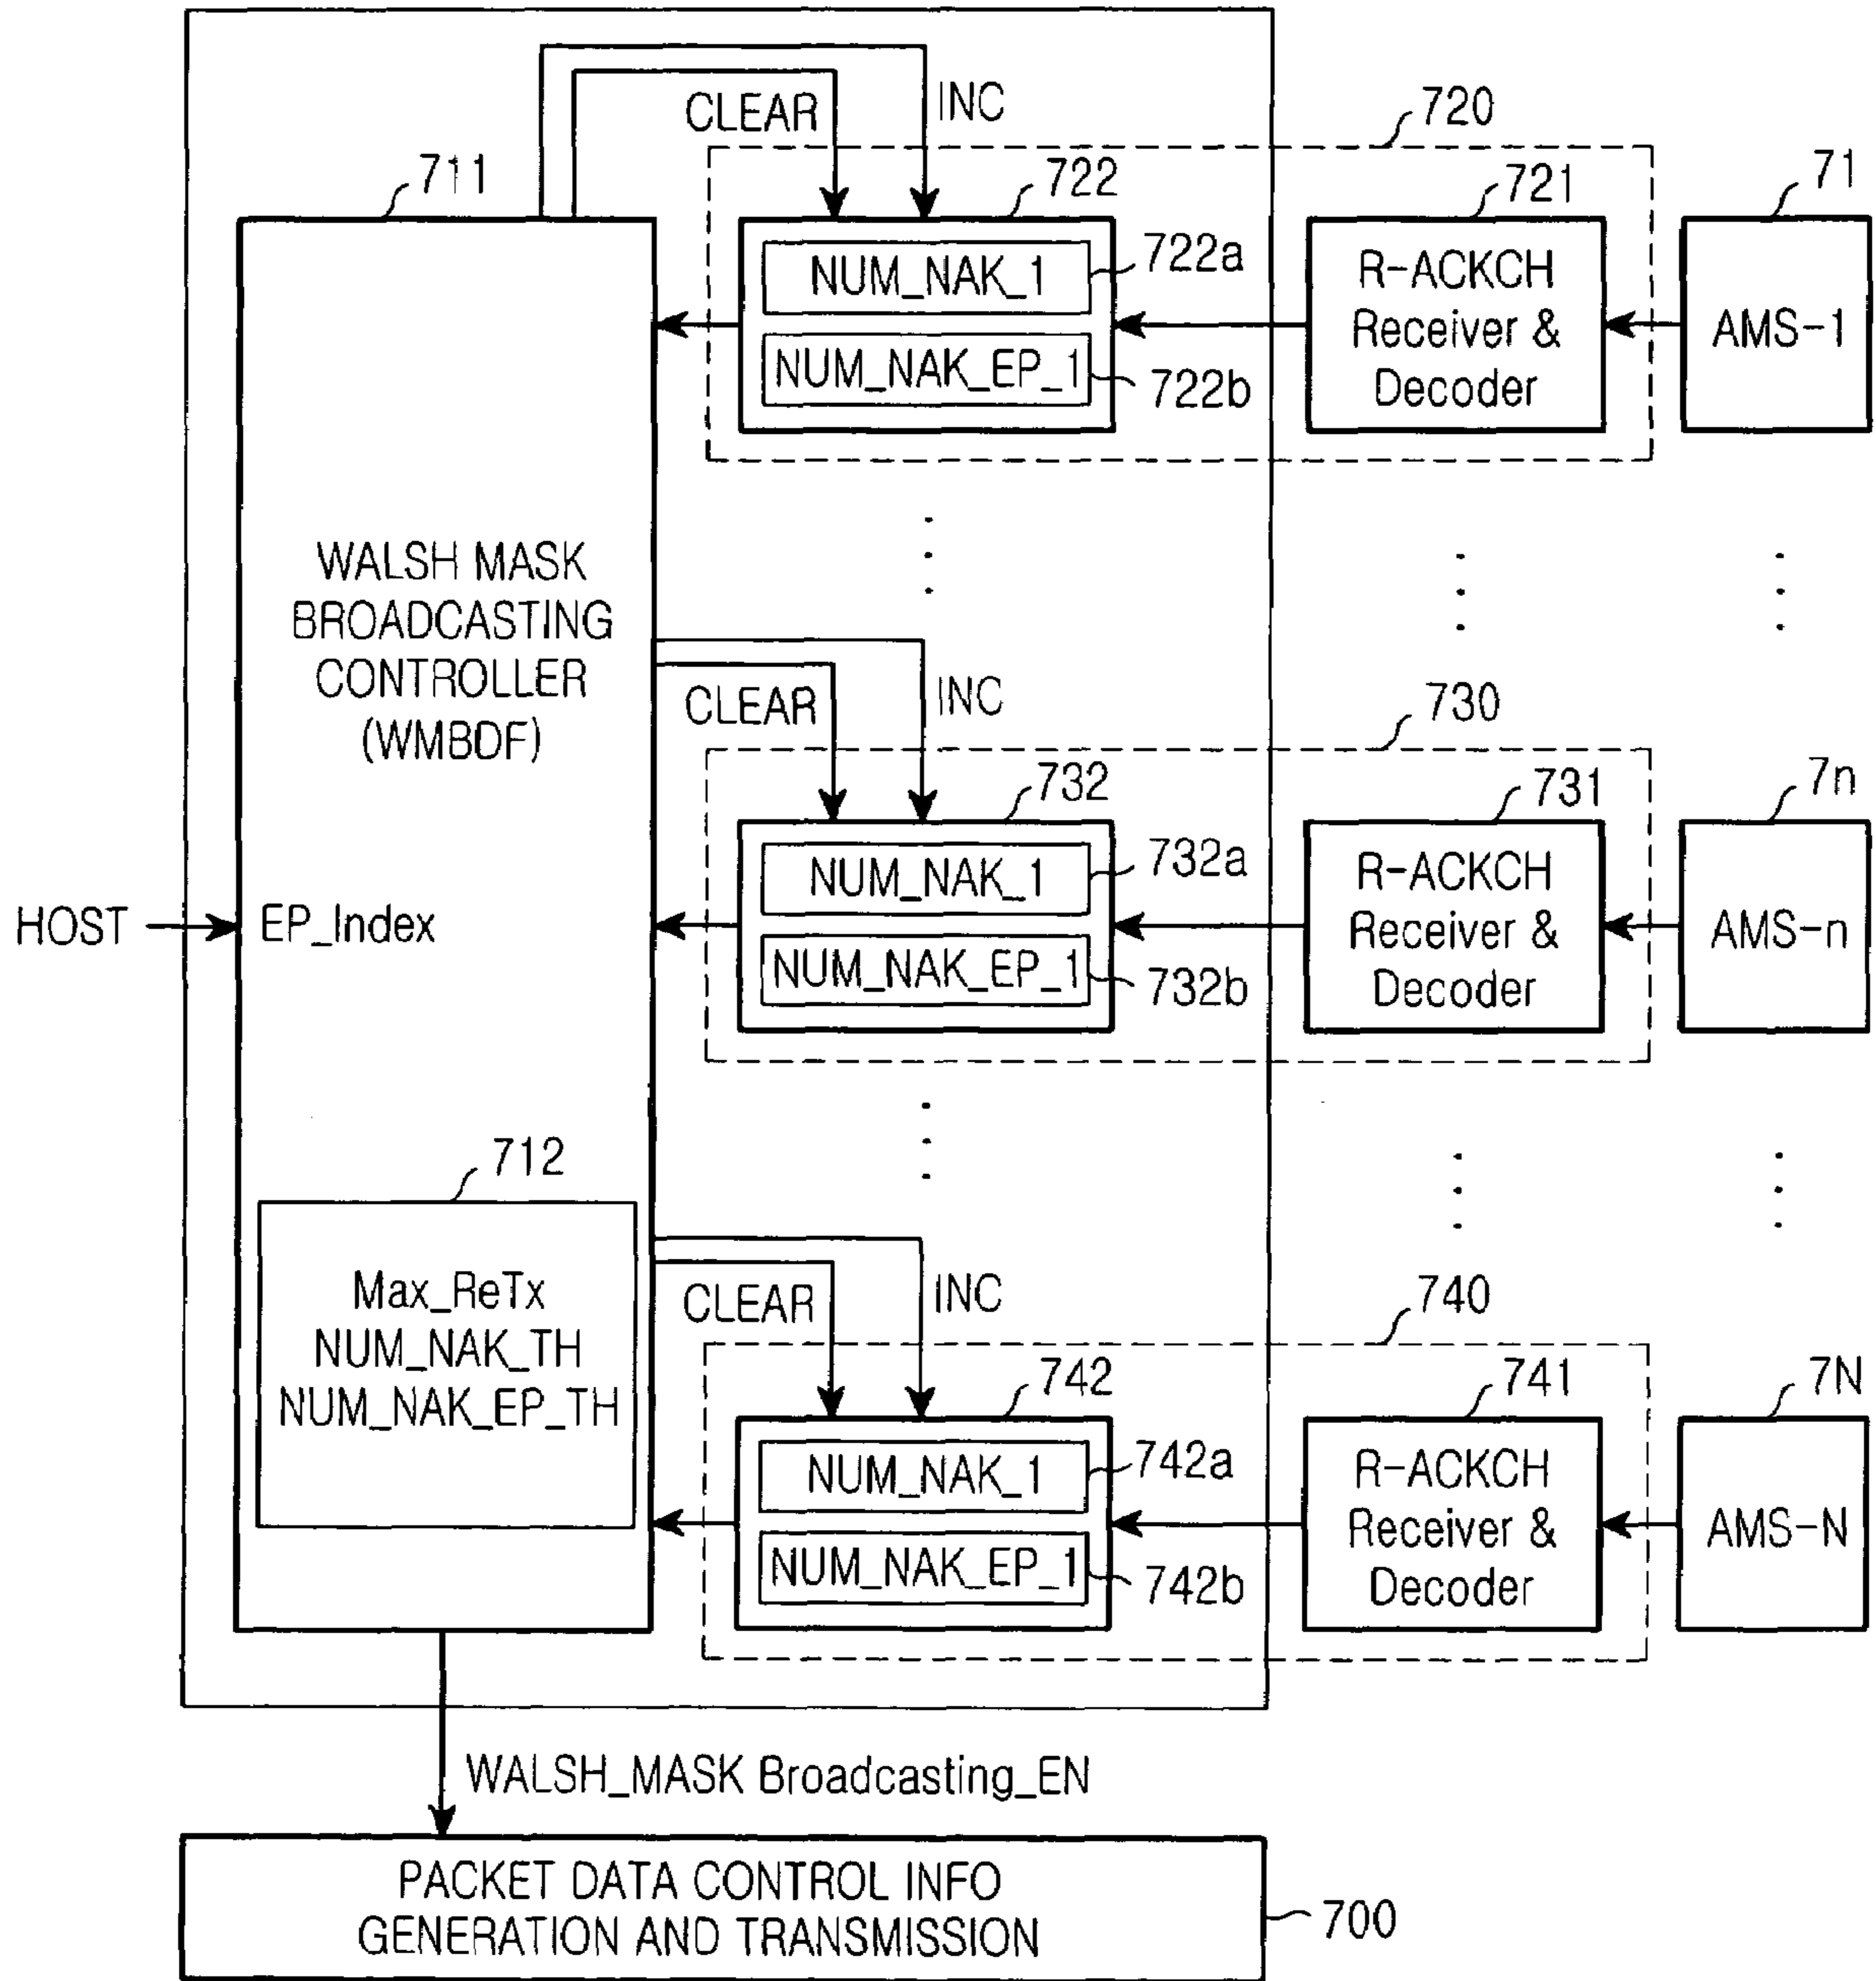 CLEAR
INC
720
711
722
721
71
NUM_NAK_1
722a
NUM_NAK_EP_1
722b
R-ACKCH
Receiver &
Decoder
AMS-1
WALSH MASK
BROADCASTING
CONTROLLER
(WMBDF)
CLEAR
INC
730
732
731
7n
NUM_NAK_1
732a
NUM_NAK_EP_1
732b
R-ACKCH
Receiver &
Decoder
AMS-n
HOST
EP_Index
712
Max_ReTx
NUM_NAK_TH
NUM_NAK_EP_TH
CLEAR
INC
740
742
741
7N
NUM_NAK_1
742a
NUM_NAK_EP_1
742b
R-ACKCH
Receiver &
Decoder
AMS-N
WALSH_MASK Broadcasting_EN
PACKET DATA CONTROL INFO
GENERATION AND TRANSMISSION
700